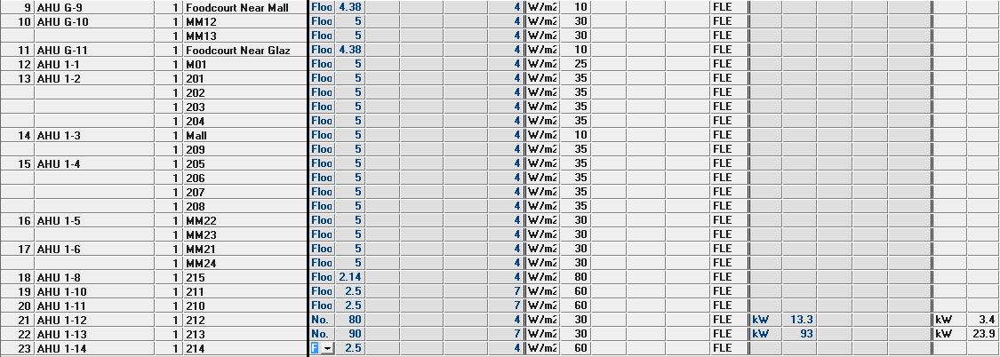 9 AHU G-9 1 Foodcourt Near Mall Floo 4.38 4 W/m2 10 FLE
10 AHU G-10 1 MM12 Floo 5 4 W/m2 30 FLE
1 MM13 Floo 5 4 W/m2 30 FLE
11 AHU G-11 1 Foodcourt Near Glaz Floo 4.38 4 W/m2 10 FLE
12 AHU 1-1 1 M01 Floo 5 4 W/m2 25 FLE
13 AHU 1-2 1 201 Floo 5 4 W/m2 35 FLE
1 202 Floo 5 4 W/m2 35 FLE
1 203 Floo 5 4 W/m2 35 FLE
1 204 Floo 5 4 W/m2 35 FLE
14 AHU 1-3 1 Mall Floo 5 4 W/m2 10 FLE
1 209 Floo 5 4 W/m2 35 FLE
15 AHU 1-4 1 205 Floo 5 4 W/m2 35 FLE
1 206 Floo 5 4 W/m2 35 FLE
1 207 Floo 5 4 W/m2 35 FLE
1 208 Floo 5 4 W/m2 35 FLE
16 AHU 1-5 1 MM22 Floo 5 4 W/m2 30 FLE
1 MM23 Floo 5 4 W/m2 30 FLE
17 AHU 1-6 1 MM21 Floo 5 4 W/m2 30 FLE
1 MM24 Floo 5 4 W/m2 30 FLE
18 AHU 1-8 1 215 Floo 2.14 4 W/m2 80 FLE
19 AHU 1-10 1 211 Floo 2.5 7 W/m2 60 FLE
20 AHU 1-11 1 210 Floo 2.5 7 W/m2 60 FLE
21 AHU 1-12 1 212 No. 80 4 W/m2 30 FLE kW 13.3 kW 3.4
22 AHU 1-13 1 213 No. 90 7 W/m2 30 FLE kW 93 kW 23.9
23 AHU 1-14 1 214 F 2.5 4 W/m2 60 FLE